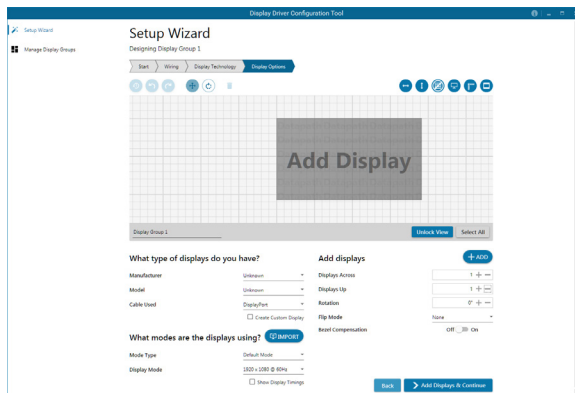 Display Driver Configuration Tool
Setup Wizard
Manage Display Groups
Setup Wizard
Designing Display Group 1
Start Wiring Display Technology Display Options
Add Display
Display Group 1 Unlock View Select All
What type of displays do you have?
Manufacturer Unknown
Model Unknown
Cable Used DisplayPort
Create Custom Display
What modes are the displays using? IMPORT
Mode Type Default Mode
Display Mode 1920 x 1080 @ 60Hz
Show Display Timings
Add displays + ADD
Displays Across 1 + −
Displays Up 1 + −
Rotation 0° + −
Flip Mode None
Bezel Compensation Off On
Back Add Displays & Continue